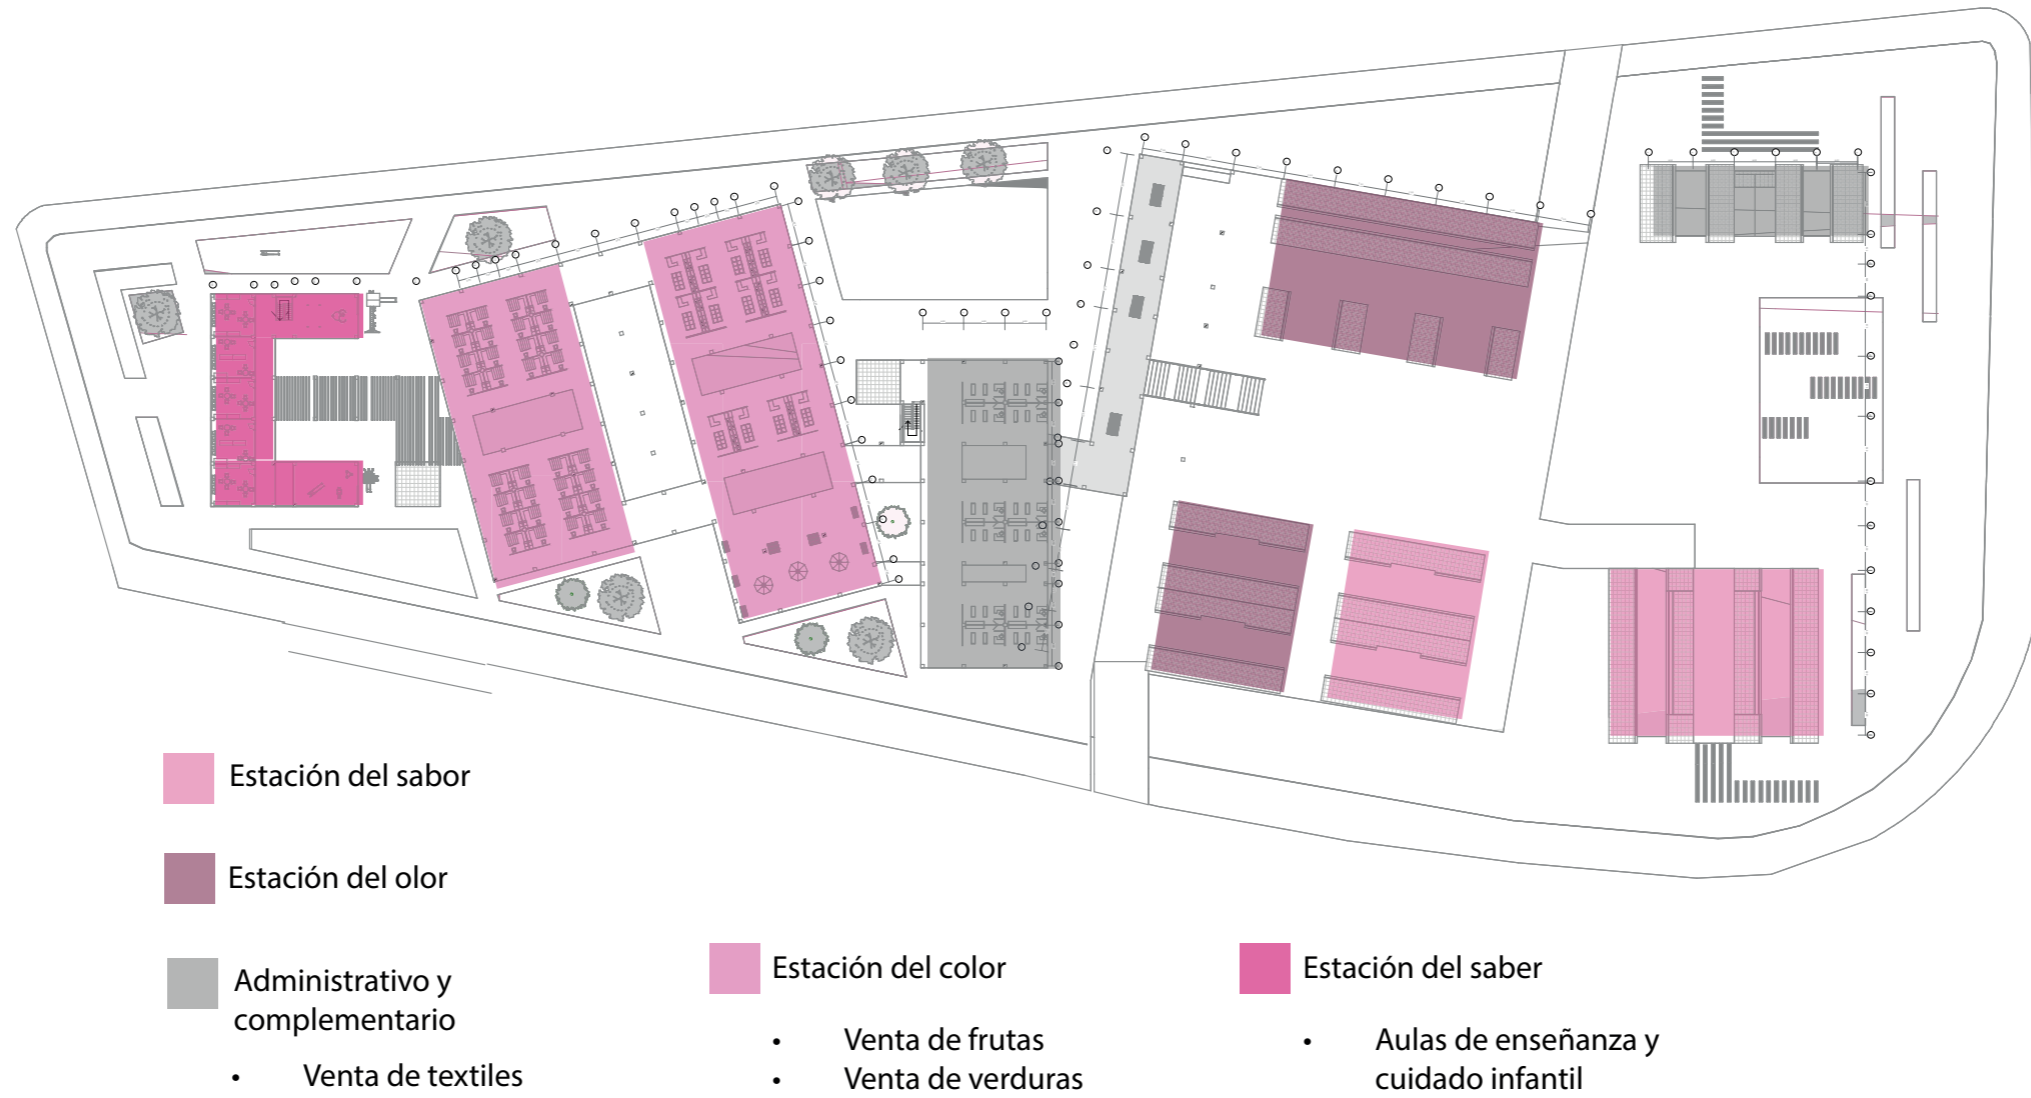 Estación del sabor
Estación del olor
Administrativo y
complementario
• Venta de textiles
Estación del color
• Venta de frutas
• Venta de verduras
Estación del saber
• Aulas de enseñanza y
cuidado infantil